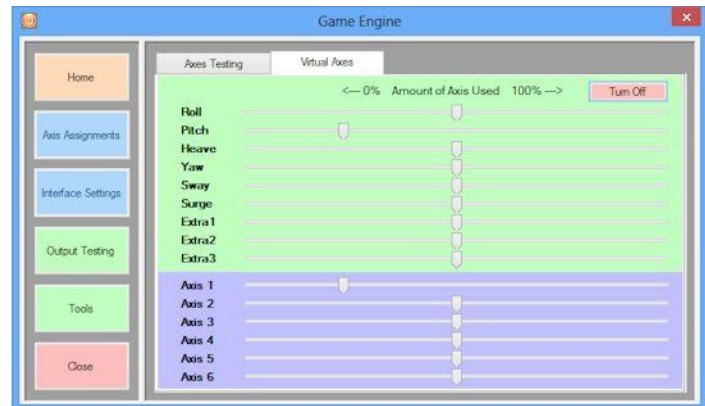 Game Engine
Home
Axis Assignments
Interface Settings
Output Testing
Tools
Close
Axes Testing
Virtual Axes
<--- 0% Amount of Axis Used 100% --->
Turn Off
Roll
Pitch
Heave
Yaw
Sway
Surge
Extra1
Extra2
Extra3
Axis 1
Axis 2
Axis 3
Axis 4
Axis 5
Axis 6